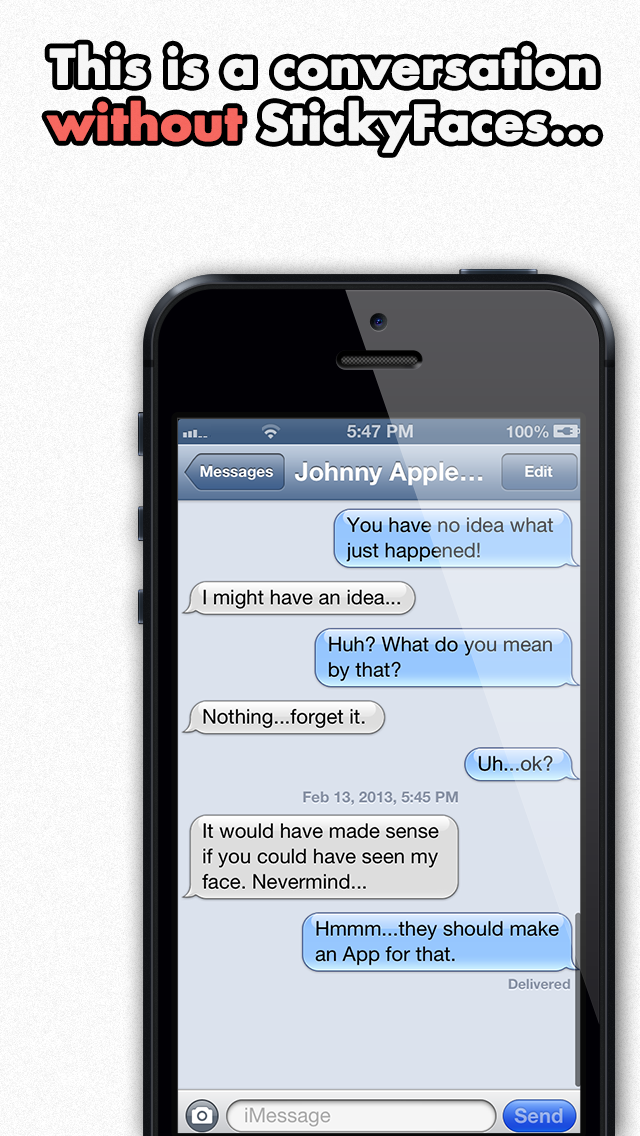 This is a conversation
without StickyFaces...
5:47 PM
100%
Messages
Johnny Apple...
Edit
You have no idea what
just happened!
I might have an idea...
Huh? What do you mean
by that?
Nothing...forget it.
Uh...ok?
Feb 13, 2013, 5:45 PM
It would have made sense
if you could have seen my
face. Nevermind...
Hmmm...they should make
an App for that.
Delivered
iMessage
Send